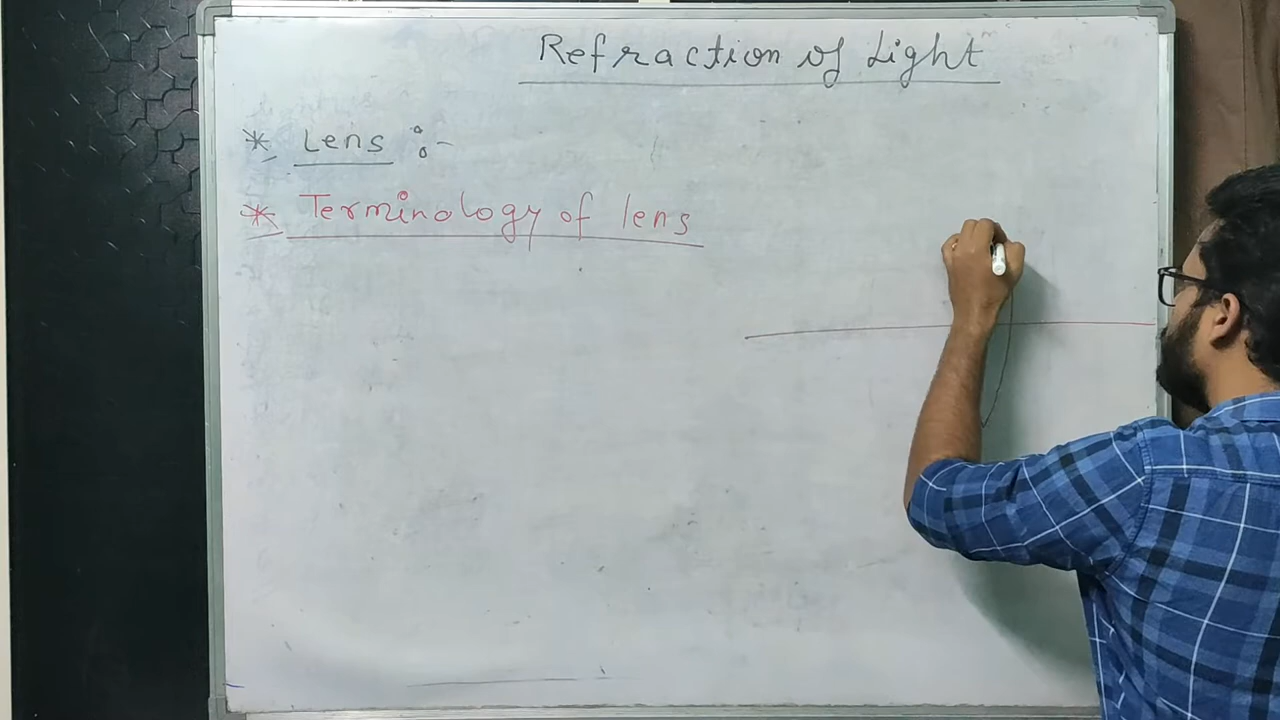 Refraction of Light
* Lens :-
* Terminology of lens